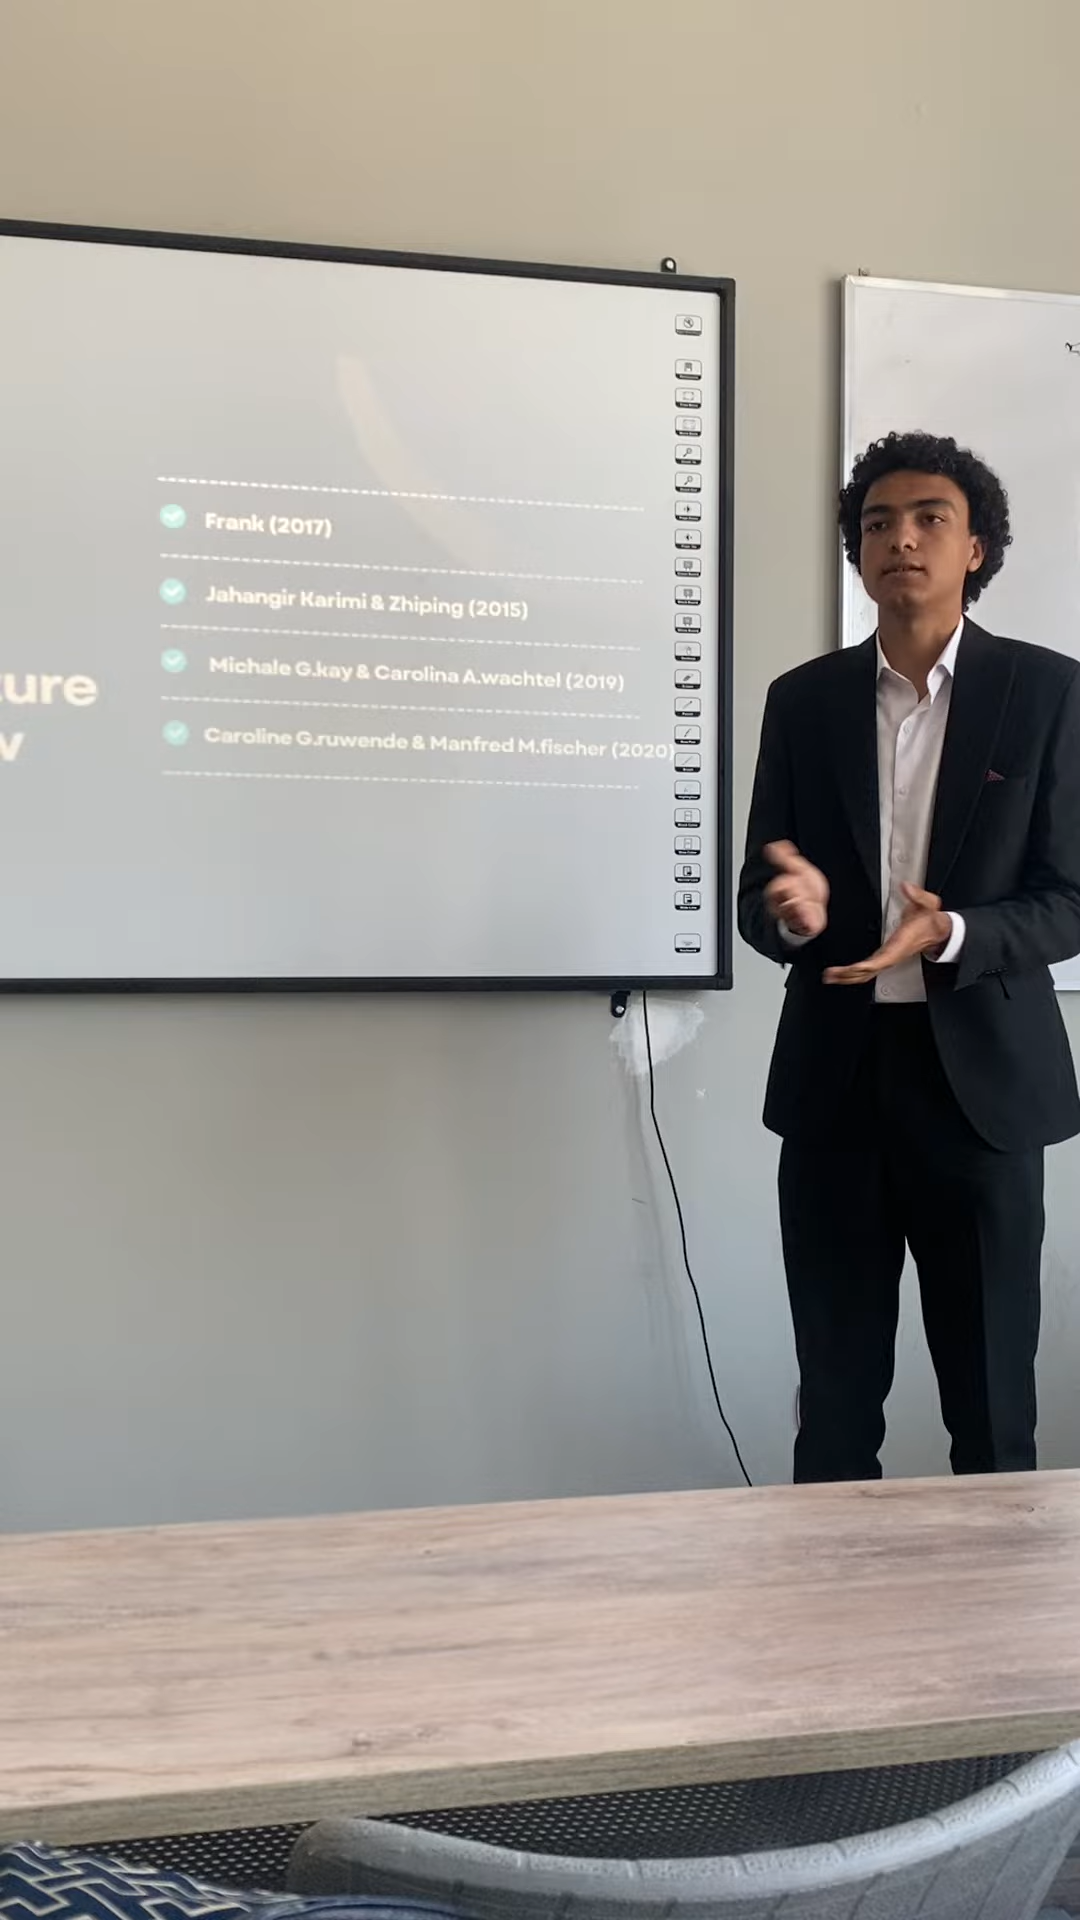 Frank (2017)
Jahangir Karimi & Zhiping (2015)
Michale G.kay & Carolina A.wachtel (2019)
ture
w
Caroline G.ruwende & Manfred M.fischer (2020)